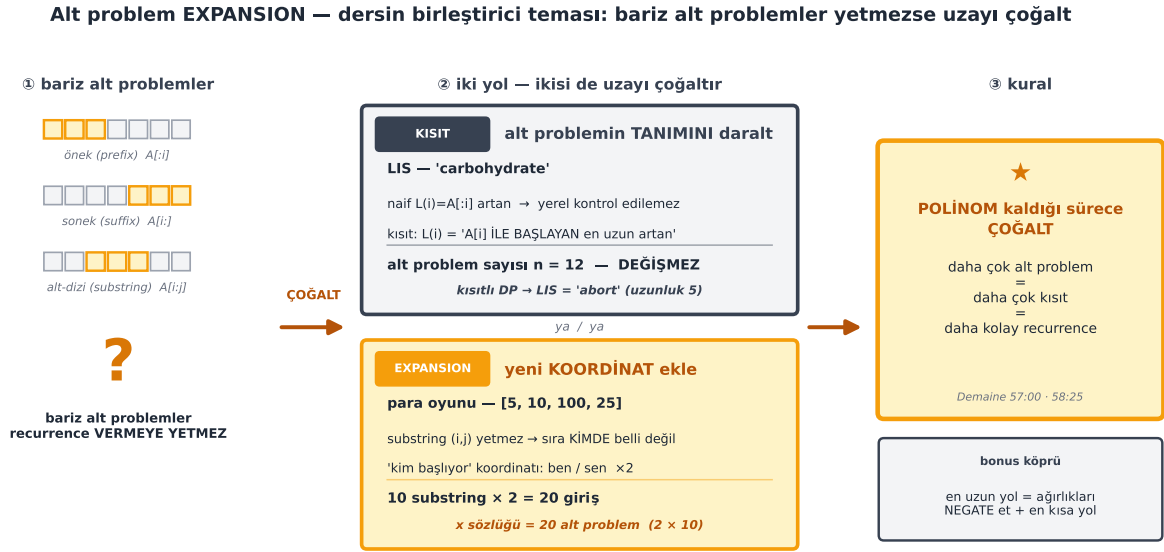 Alt problem EXPANSION — dersin birleştirici teması: bariz alt problemler yetmezse uzayı çoğalt
① bariz alt problemler
önek (prefix) A[:i]
sonek (suffix) A[i:]
alt-dizi (substring) A[i:j]
?
bariz alt problemler
recurrence VERMEYE YETMEZ
ÇOĞALT
② iki yol — ikisi de uzayı çoğaltır
KISIT
alt problemin TANIMINI daralt
LIS — 'carbohydrate'
naif L(i)=A[:i] artan → yerel kontrol edilemez
kısıt: L(i) = 'A[i] İLE BAŞLAYAN en uzun artan'
alt problem sayısı n = 12 — DEĞİŞMEZ
kısıtlı DP → LIS = 'abort' (uzunluk 5)
ya / ya
EXPANSION
yeni KOORDİNAT ekle
para oyunu — [5, 10, 100, 25]
substring (i,j) yetmez → sıra KİMDE belli değil
'kim başlıyor' koordinatı: ben / sen ×2
10 substring × 2 = 20 giriş
x sözlüğü = 20 alt problem (2 × 10)
③ kural
★
POLİNOM kaldığı sürece
ÇOĞALT
daha çok alt problem
=
daha çok kısıt
=
daha kolay recurrence
Demaine 57:00 · 58:25
bonus köprü
en uzun yol = ağırlıkları
NEGATE et + en kısa yol